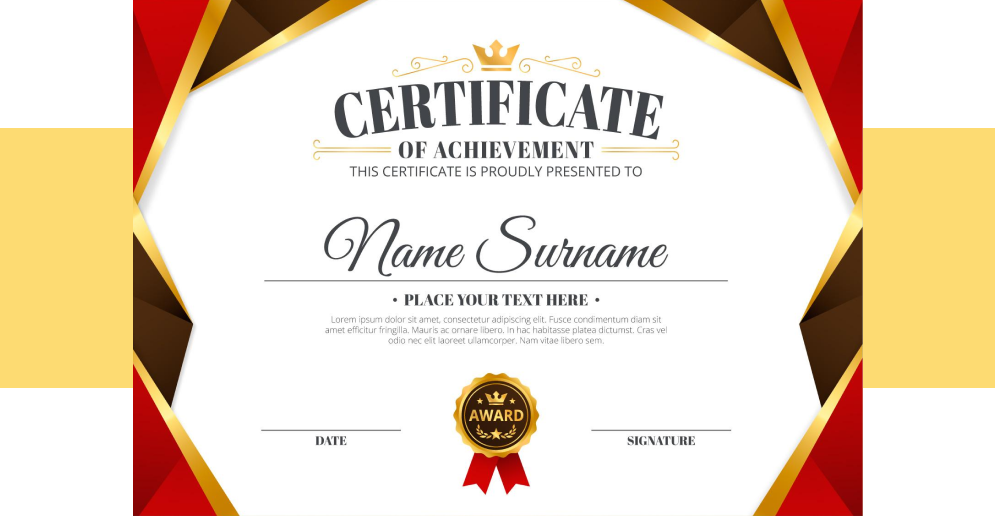 CERTIFICATE
OF ACHIEVEMENT
THIS CERTIFICATE IS PROUDLY PRESENTED TO
Name Surname
• PLACE YOUR TEXT HERE •
Lorem ipsum dolor sit amet, consectetur adipiscing elit. Fusce condimentum diam sit
amet efficitur fringilla. Mauris ac ornare libero. In hac habitasse platea dictumst. Cras vel
odio nec elit laoreet ullamcorper. Nam vitae libero sem.
AWARD
DATE
SIGNATURE